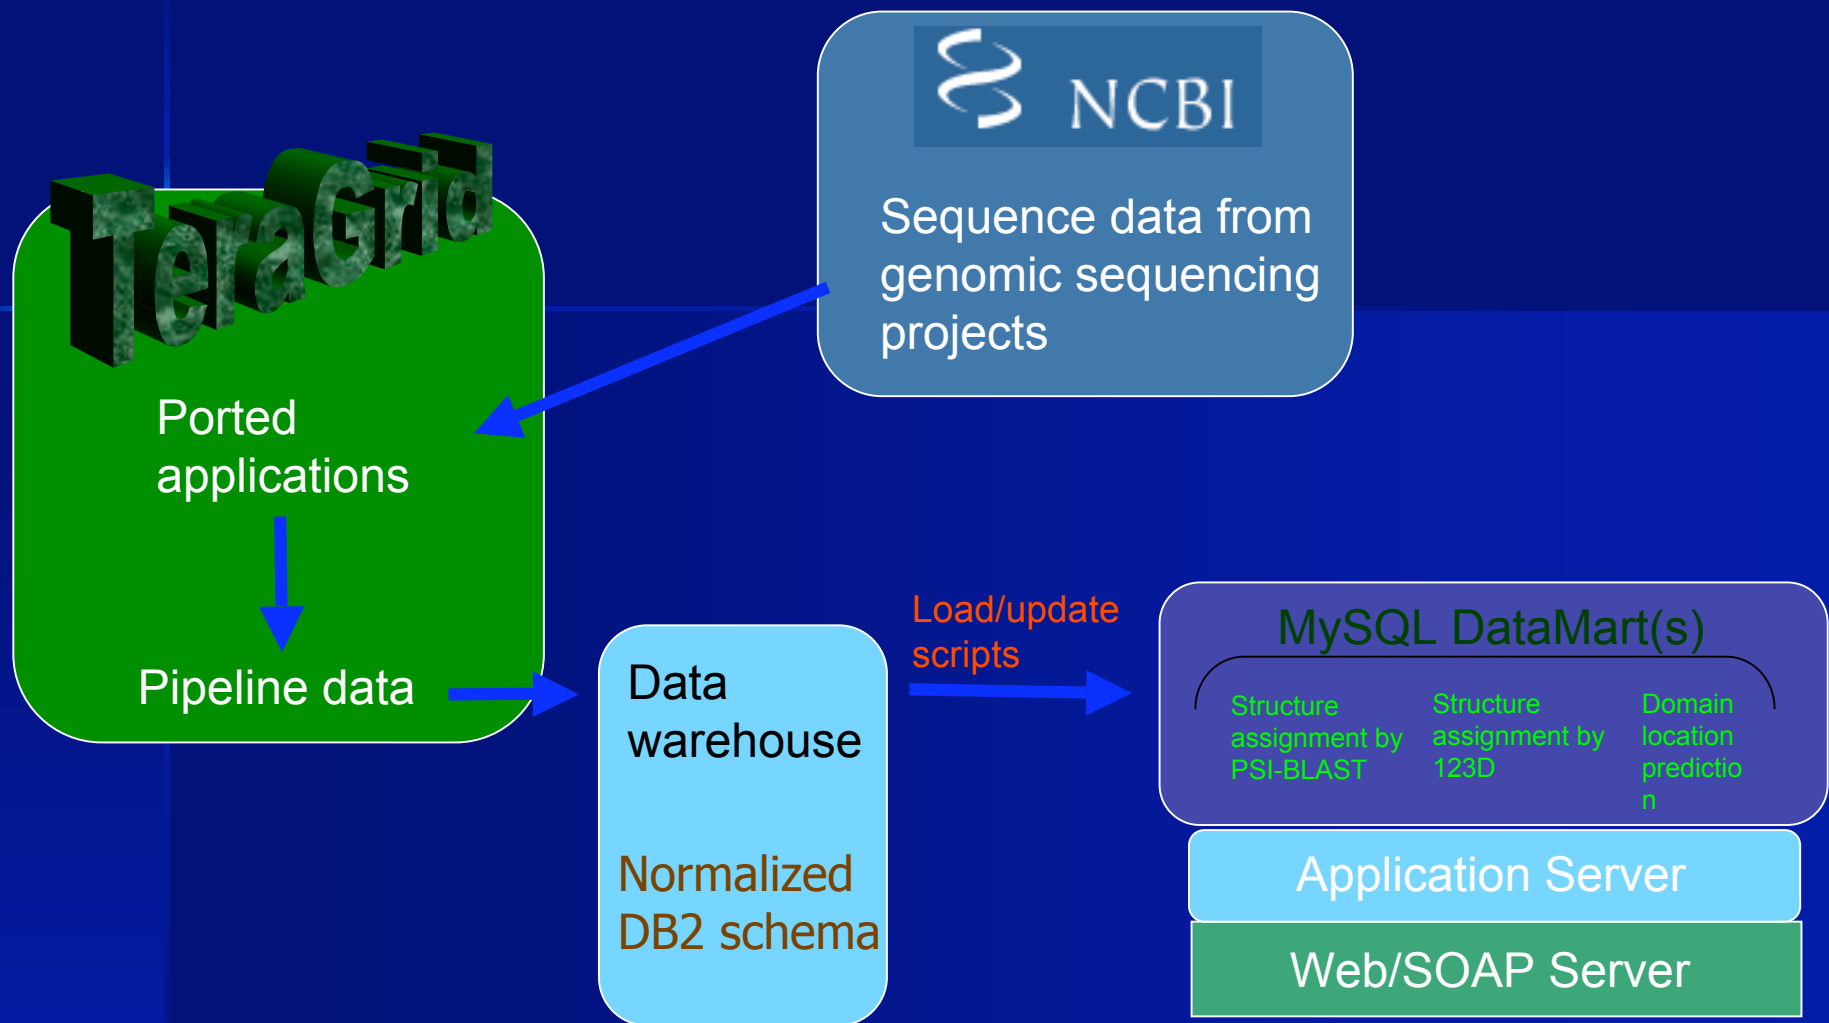 NCBI
Sequence data from
genomic sequencing
projects
TeraGrid
Ported
applications
Pipeline data
Data
warehouse
Normalized
DB2 schema
Load/update
scripts
MySQL DataMart(s)
Structure
assignment by
PSI-BLAST
Structure
assignment by
123D
Domain
location
predictio
n
Application Server
Web/SOAP Server